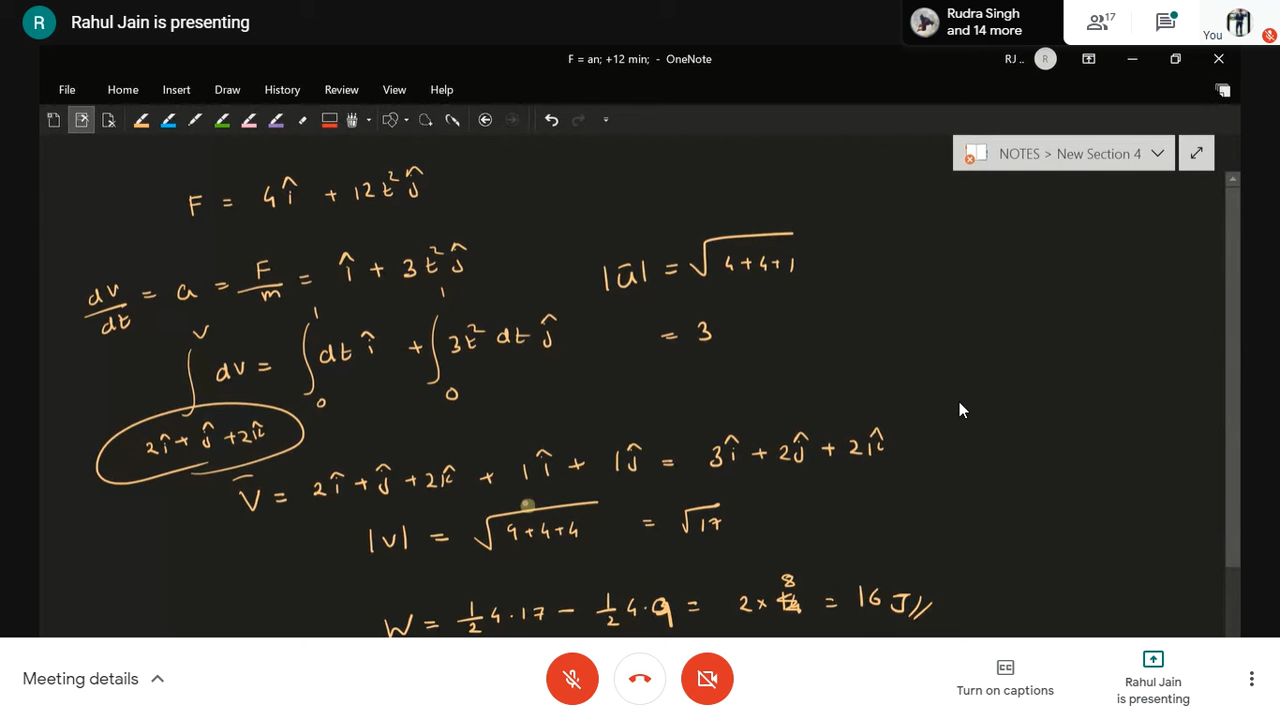 R Rahul Jain is presenting
Rudra Singh
and 14 more
17
You
F = an; +12 min; - OneNote
RJ ..
R
File Home Insert Draw History Review View Help
NOTES > New Section 4
F = 4î + 12t² ĵ
dv/dt = a = F/m = î + 3t² ĵ
|ū| = √4+4+1
= 3
∫ᵛ dv = ∫₀¹ dt î + ∫₀¹ 3t² dt ĵ
2î + ĵ + 2k̂
V̄ = 2î + ĵ + 2k̂ + 1î + 1ĵ = 3î + 2ĵ + 2k̂
|v| = √9+4+4 = √17
W = 1/2 4.17 - 1/2 4.9 = 2 × 8 = 16 J//
Meeting details
CC
Turn on captions
Rahul Jain
is presenting